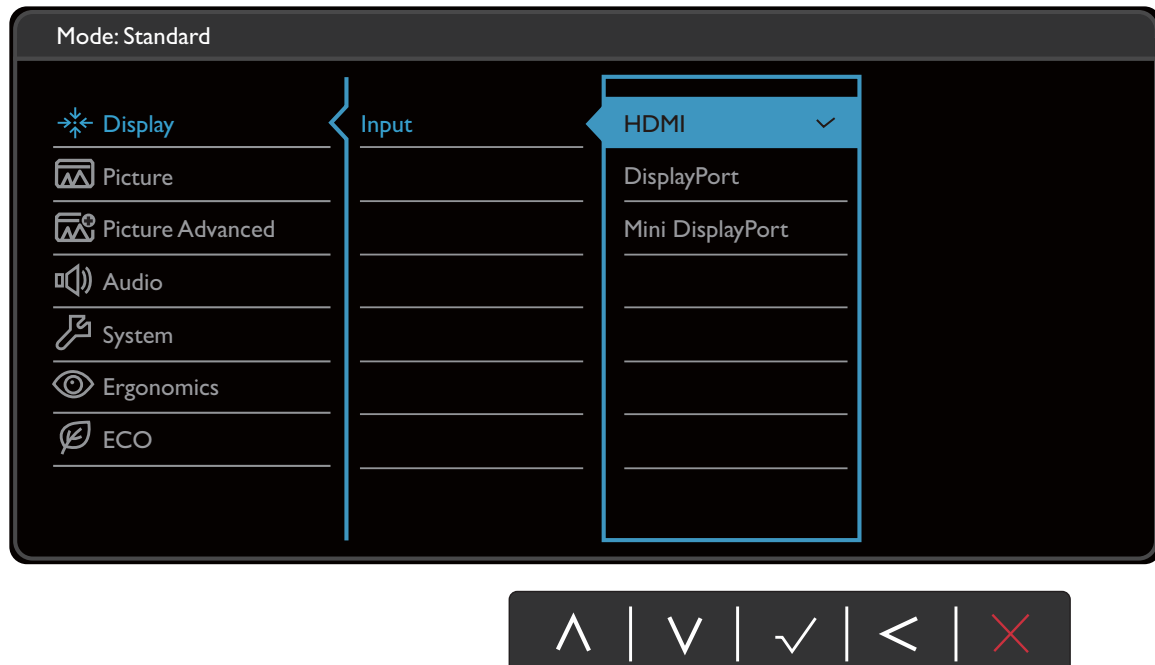 Mode: Standard
Display
Picture
Picture Advanced
Audio
System
Ergonomics
ECO
Input
HDMI
DisplayPort
Mini DisplayPort